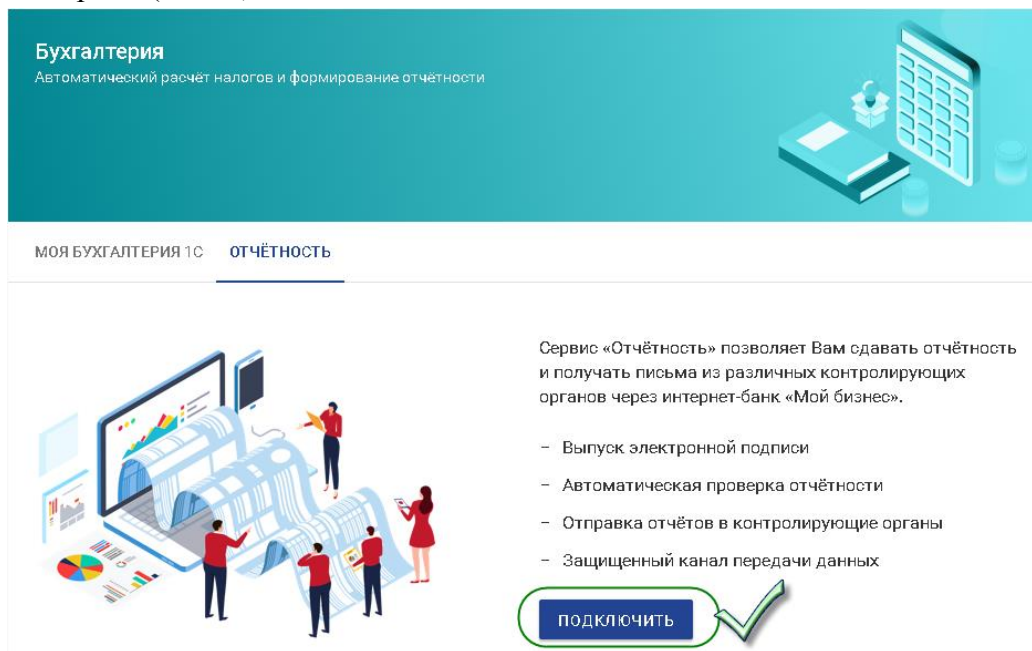 Бухгалтерия
Автоматический расчёт налогов и формирование отчётности
МОЯ БУХГАЛТЕРИЯ 1С ОТЧЁТНОСТЬ
Сервис «Отчётность» позволяет Вам сдавать отчётность
и получать письма из различных контролирующих
органов через интернет-банк «Мой бизнес».
– Выпуск электронной подписи
– Автоматическая проверка отчётности
– Отправка отчётов в контролирующие органы
– Защищенный канал передачи данных
ПОДКЛЮЧИТЬ